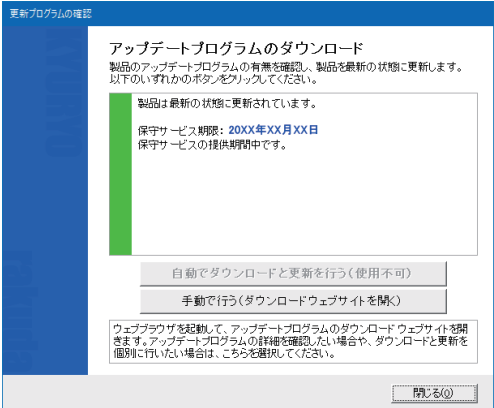 更新プログラムの確認
アップデートプログラムのダウンロード
製品のアップデートプログラムの有無を確認し、製品を最新の状態に更新します。
以下のいずれかのボタンをクリックしてください。
製品は最新の状態に更新されています。
保守サービス期限: 20XX年XX月XX日
保守サービスの提供期間中です。
自動でダウンロードと更新を行う(使用不可)
手動で行う(ダウンロードウェブサイトを開く)
ウェブブラウザを起動して、アップデートプログラムのダウンロード ウェブサイトを開
きます。アップデートプログラムの詳細を確認したい場合や、ダウンロードと更新を
個別に行いたい場合は、こちらを選択してください。
閉じる(O)